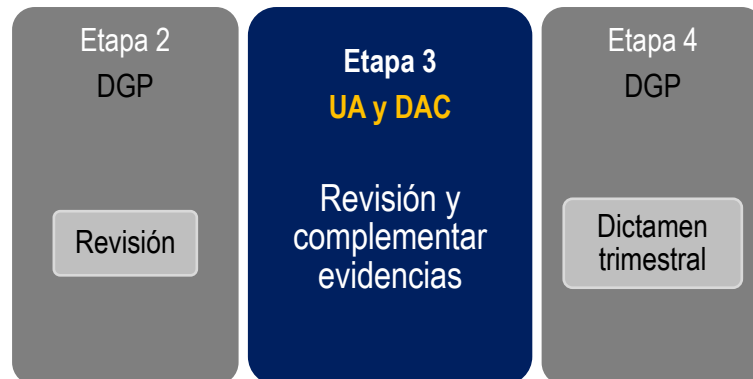 Etapa 2
DGP
Revisión
Etapa 3
UA y DAC
Revisión y
complementar
evidencias
Etapa 4
DGP
Dictamen
trimestral